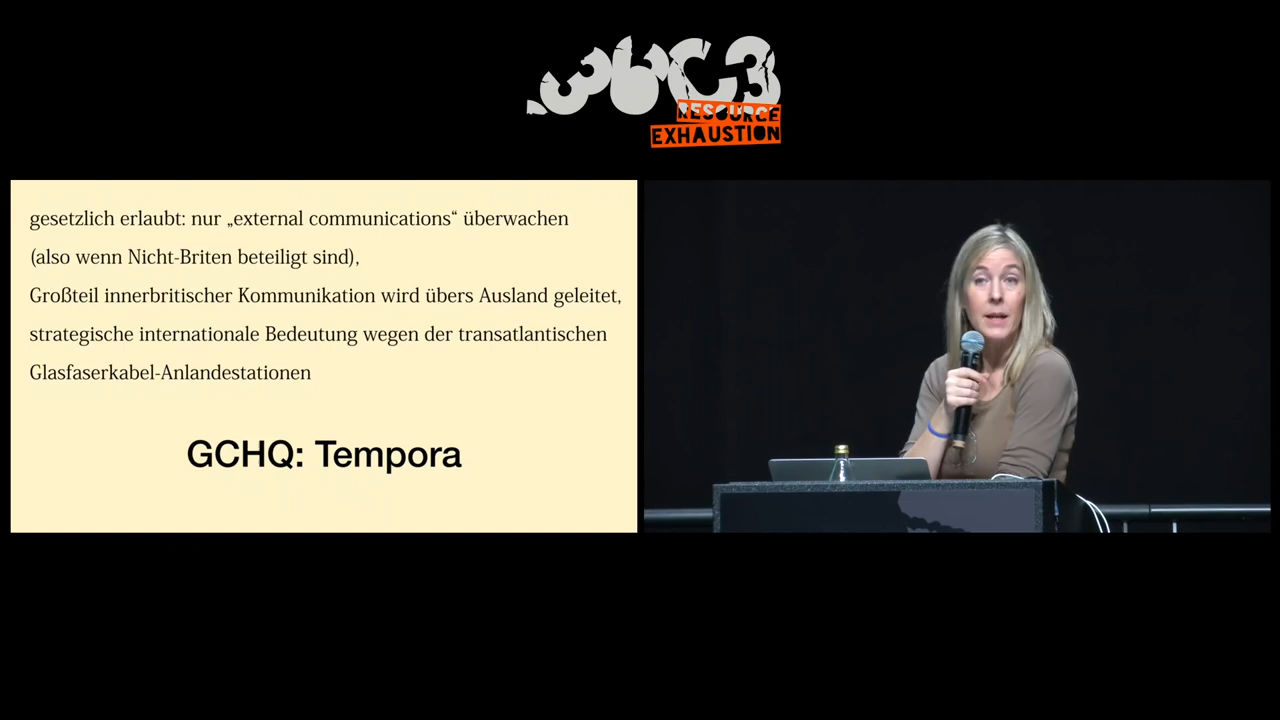 36C3
RESOURCE
EXHAUSTION
gesetzlich erlaubt: nur „external communications“ überwachen
(also wenn Nicht-Briten beteiligt sind),
Großteil innerbritischer Kommunikation wird übers Ausland geleitet,
strategische internationale Bedeutung wegen der transatlantischen
Glasfaserkabel-Anlandestationen
GCHQ: Tempora